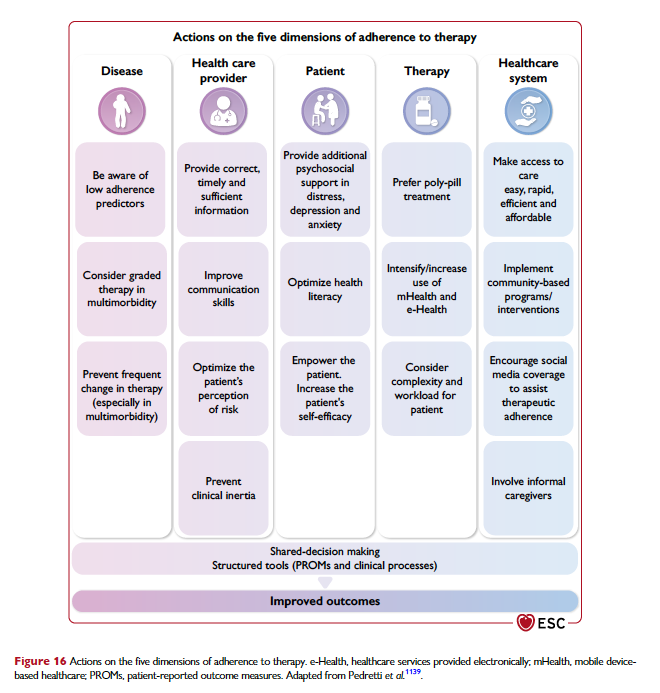 Actions on the five dimensions of adherence to therapy
Disease
Be aware of
low adherence
predictors
Consider graded
therapy in
multimorbidity
Prevent frequent
change in therapy
(especially in
multimorbidity)
Health care
provider
Provide correct,
timely and
sufficient
information
Improve
communication
skills
Optimize the
patient's
perception
of risk
Prevent
clinical inertia
Patient
Provide additional
psychosocial
support in
distress,
depression and
anxiety
Optimize health
literacy
Empower the
patient.
Increase the
patient's
self-efficacy
Therapy
Prefer poly-pill
treatment
Intensify/increase
use of
mHealth and
e-Health
Consider
complexity and
workload for
patient
Healthcare
system
Make access to
care
easy, rapid,
efficient and
affordable
Implement
community-based
programs/
interventions
Encourage social
media coverage
to assist
therapeutic
adherence
Involve informal
caregivers
Shared-decision making
Structured tools (PROMs and clinical processes)
Improved outcomes
ESC
Figure 16 Actions on the five dimensions of adherence to therapy. e-Health, healthcare services provided electronically; mHealth, mobile device-
based healthcare; PROMs, patient-reported outcome measures. Adapted from Pedretti et al.1139.